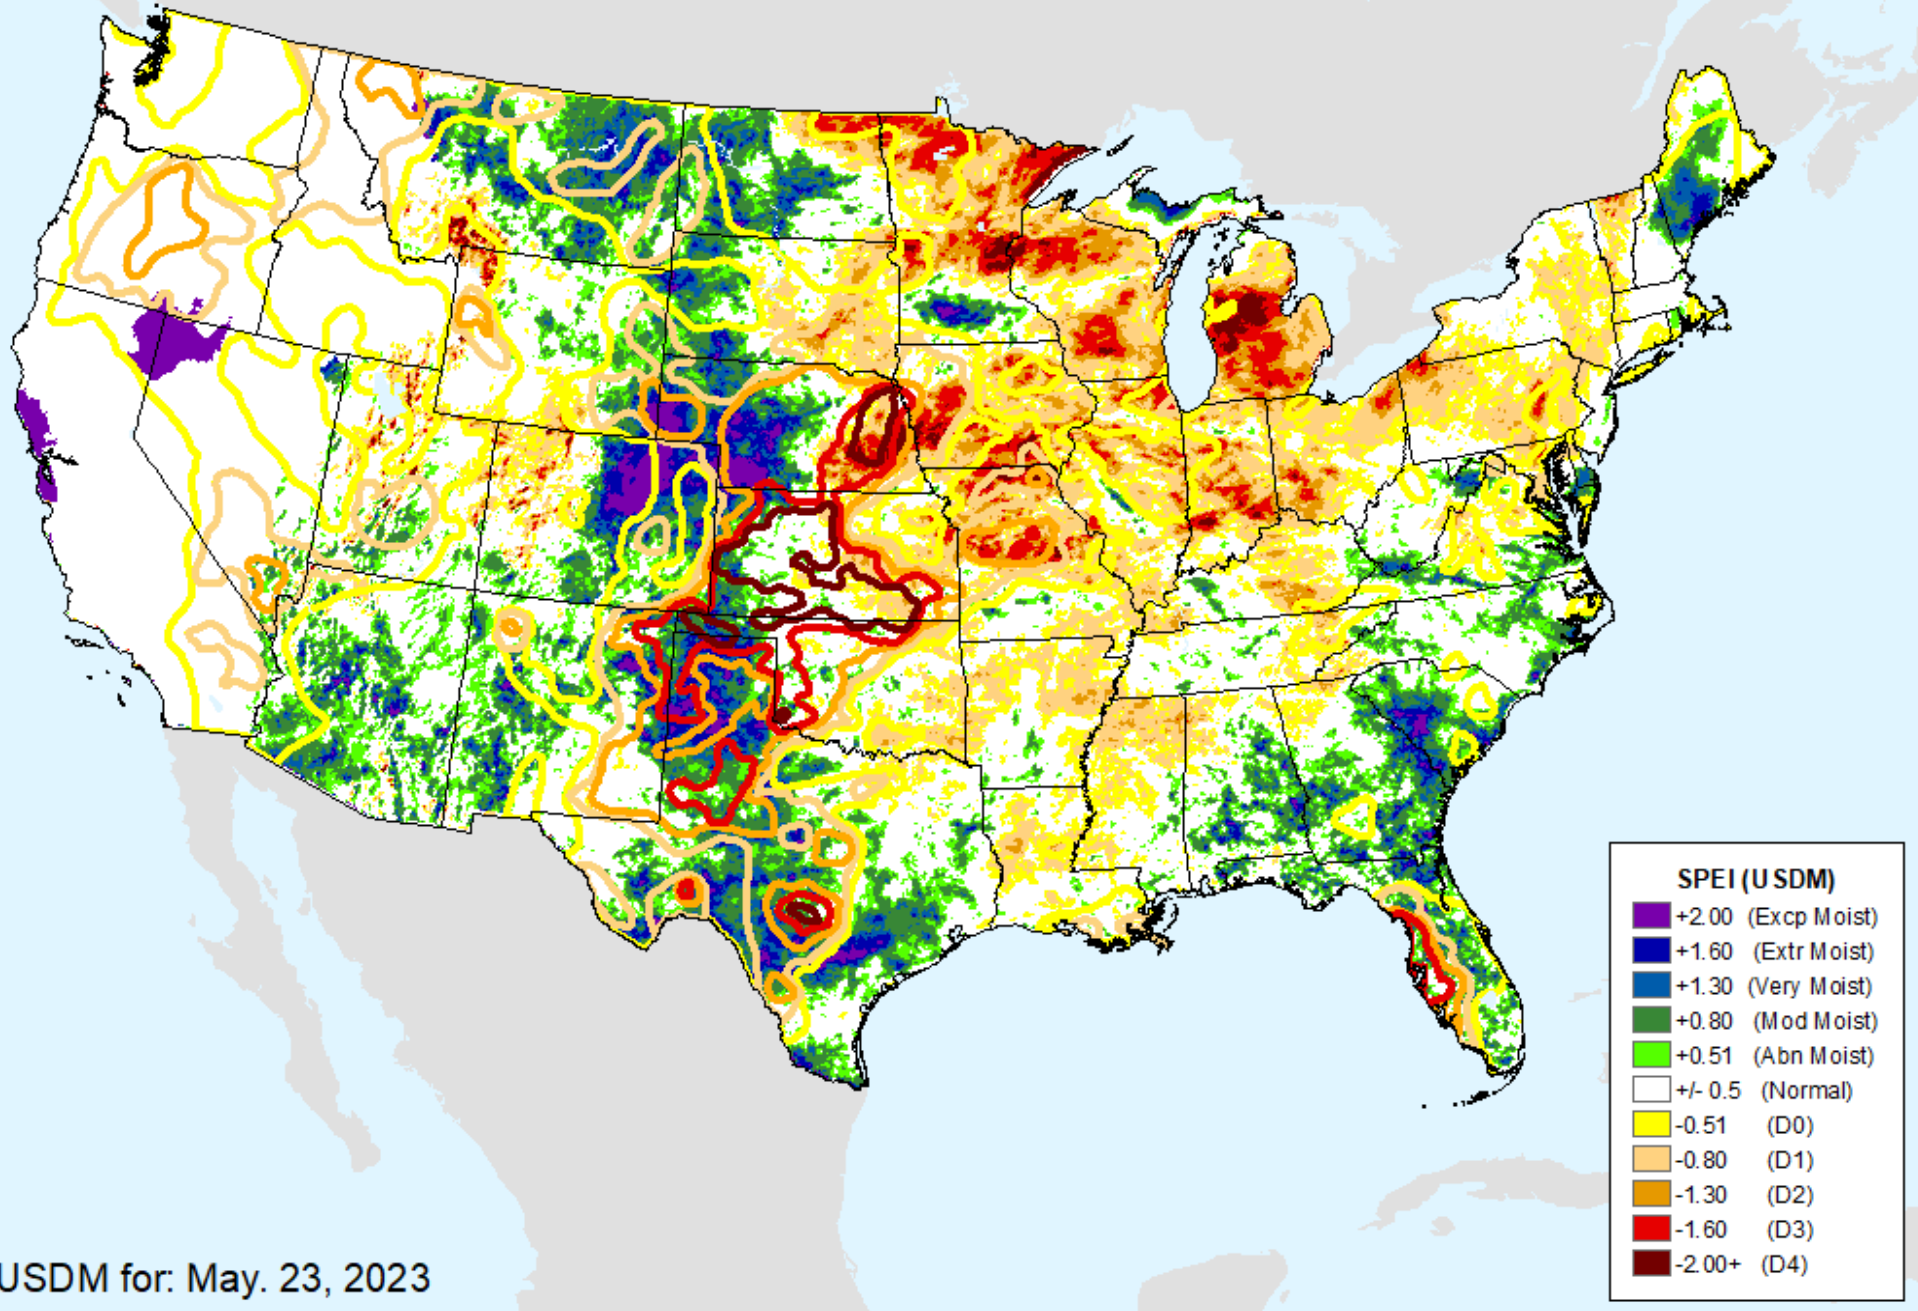 SPEI (USDM)
+2.00 (Excp Moist)
+1.60 (Extr Moist)
+1.30 (Very Moist)
+0.80 (Mod Moist)
+0.51 (Abn Moist)
+/- 0.5 (Normal)
-0.51 (D0)
-0.80 (D1)
-1.30 (D2)
-1.60 (D3)
-2.00+ (D4)
USDM for: May. 23, 2023